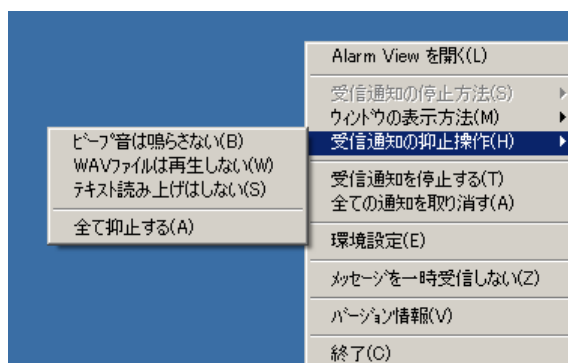 Alarm View を開く(L)
受信通知の停止方法(S)
ウィンドウの表示方法(M)
受信通知の抑止操作(H)
ビープ音は鳴らさない(B)
WAVファイルは再生しない(W)
テキスト読み上げはしない(S)
全て抑止する(A)
受信通知を停止する(T)
全ての通知を取り消す(A)
環境設定(E)
メッセージを一時受信しない(Z)
バージョン情報(V)
終了(C)